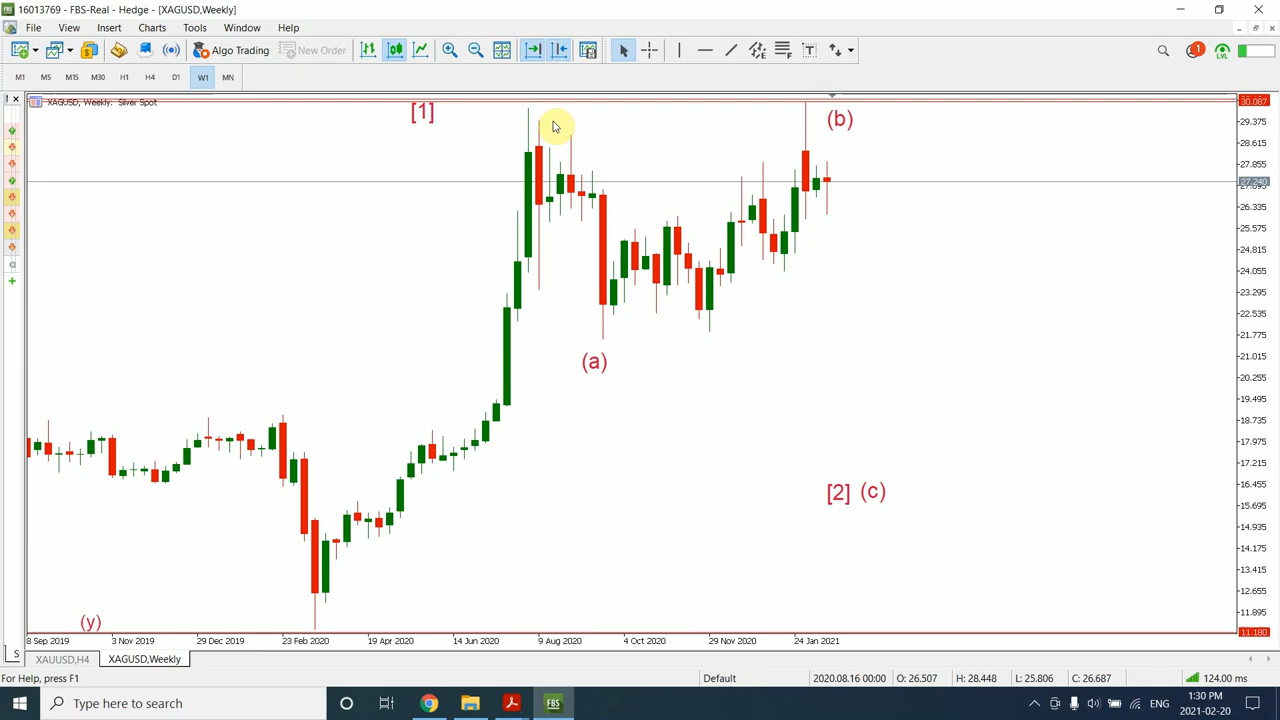 16013769 - FBS-Real - Hedge - [XAGUSD,Weekly]
File View Insert Charts Tools Window Help
Algo Trading New Order 1 LVL
M1 M5 M15 M30 H1 H4 D1 W1 MN
XAGUSD, Weekly: Silver Spot
[1]
(b)
(a)
[2] (c)
(y)
30.087
29.375
28.615
27.855
27.240
26.335
25.575
24.815
24.055
23.295
22.535
21.775
21.015
20.255
19.495
18.735
17.975
17.215
16.455
15.695
14.935
14.175
13.415
12.655
11.895
11.180
8 Sep 2019 3 Nov 2019 29 Dec 2019 23 Feb 2020 19 Apr 2020 14 Jun 2020 9 Aug 2020 4 Oct 2020 29 Nov 2020 24 Jan 2021
XAUUSD,H4 XAGUSD,Weekly
For Help, press F1 Default 2020.08.16 00:00 O: 26.507 H: 28.448 L: 25.806 C: 26.687 124.00 ms
Type here to search FBS ENG 1:30 PM
2021-02-20